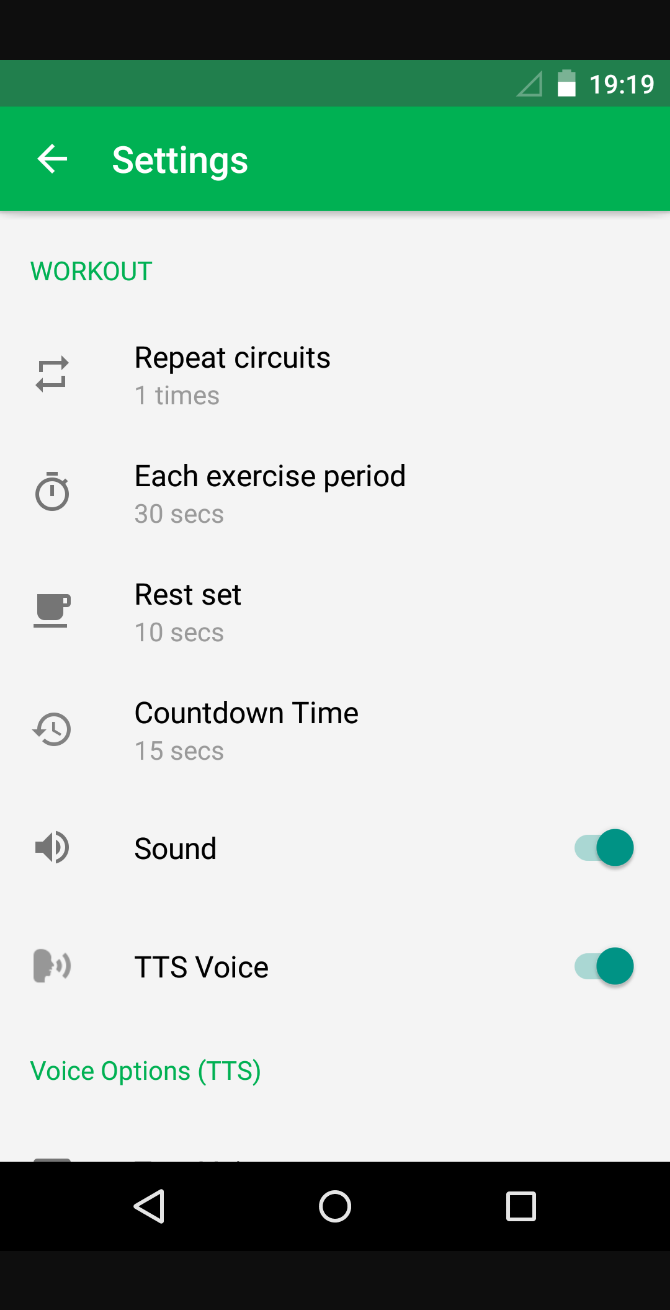 19:19
Settings
WORKOUT
Repeat circuits
1 times
Each exercise period
30 secs
Rest set
10 secs
Countdown Time
15 secs
Sound
TTS Voice
Voice Options (TTS)